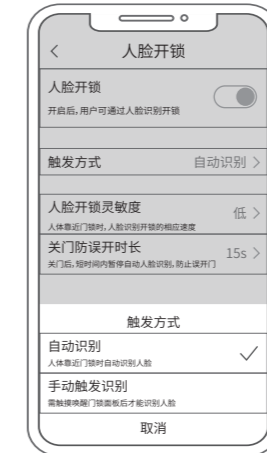 人脸开锁
人脸开锁
开启后，用户可通过人脸识别开锁
触发方式 自动识别
人脸开锁灵敏度 低
人体靠近门锁时，人脸识别开锁的相应速度
关门防误开时长 15s
关门后，短时间内暂停自动人脸识别，防止误开门
触发方式
自动识别
人体靠近门锁时自动识别人脸
手动触发识别
需触摸唤醒门锁面板后才能识别人脸
取消